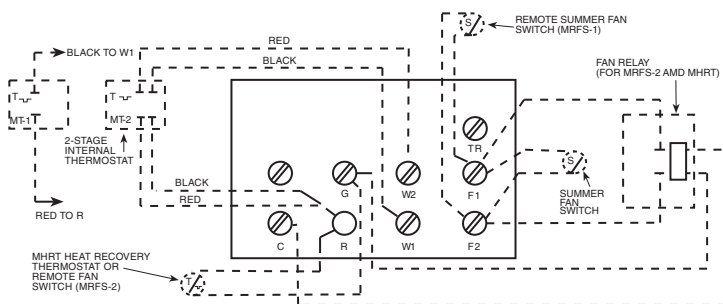 REMOTE SUMMER FAN
SWITCH (MRFS-1)
S
RED
BLACK TO W1
BLACK
FAN RELAY
(FOR MRFS-2 AMD MHRT)
T
MT-1
T
MT-2
2-STAGE
INTERNAL
THERMOSTAT
TR
S
BLACK
RED
G
W2
F1
SUMMER
FAN
SWITCH
RED TO R
C
R
W1
F2
MHRT HEAT RECOVERY
THERMOSTAT OR
REMOTE FAN
SWITCH (MRFS-2)
T